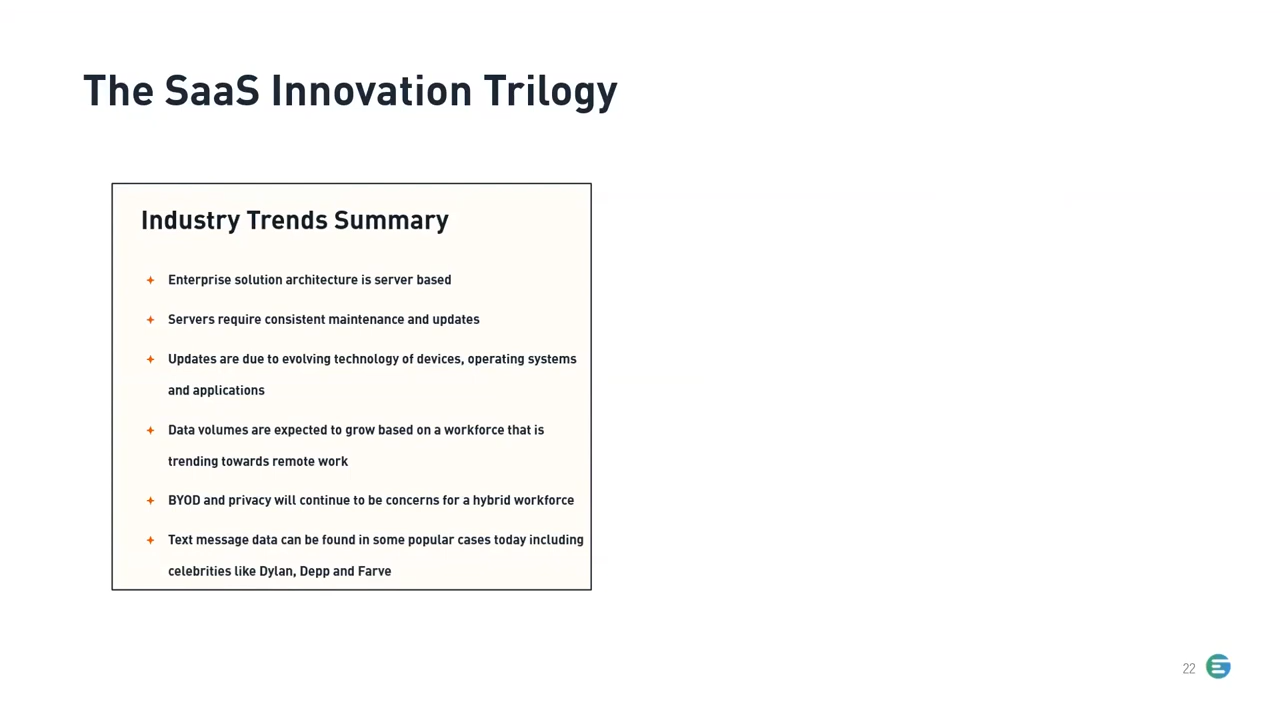 The SaaS Innovation Trilogy
Industry Trends Summary
Enterprise solution architecture is server based
Servers require consistent maintenance and updates
Updates are due to evolving technology of devices, operating systems
and applications
Data volumes are expected to grow based on a workforce that is
trending towards remote work
BYOD and privacy will continue to be concerns for a hybrid workforce
Text message data can be found in some popular cases today including
celebrities like Dylan, Depp and Farve
22